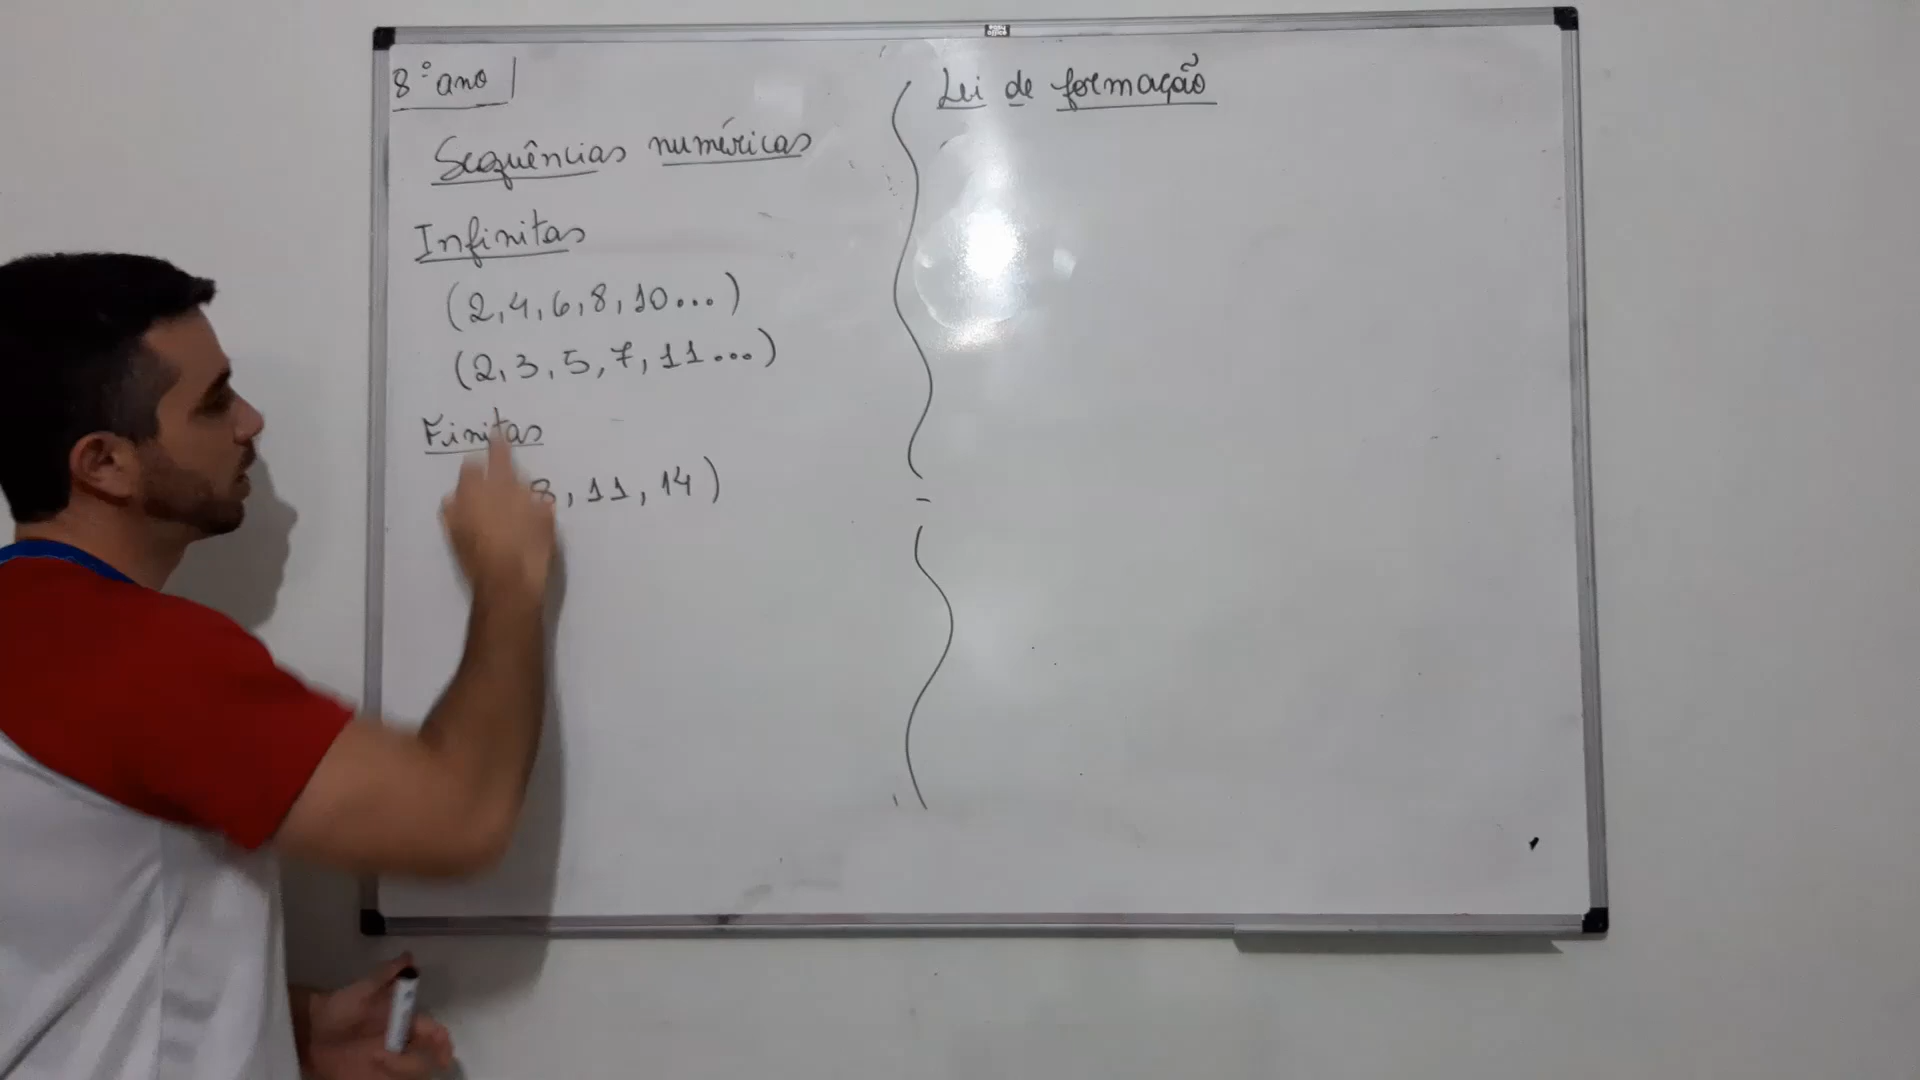 8º ano
Sequências numéricas
Infinitas
(2,4,6,8,10...)
(2,3,5,7,11...)
Finitas
8, 11, 14)
Lei de formação